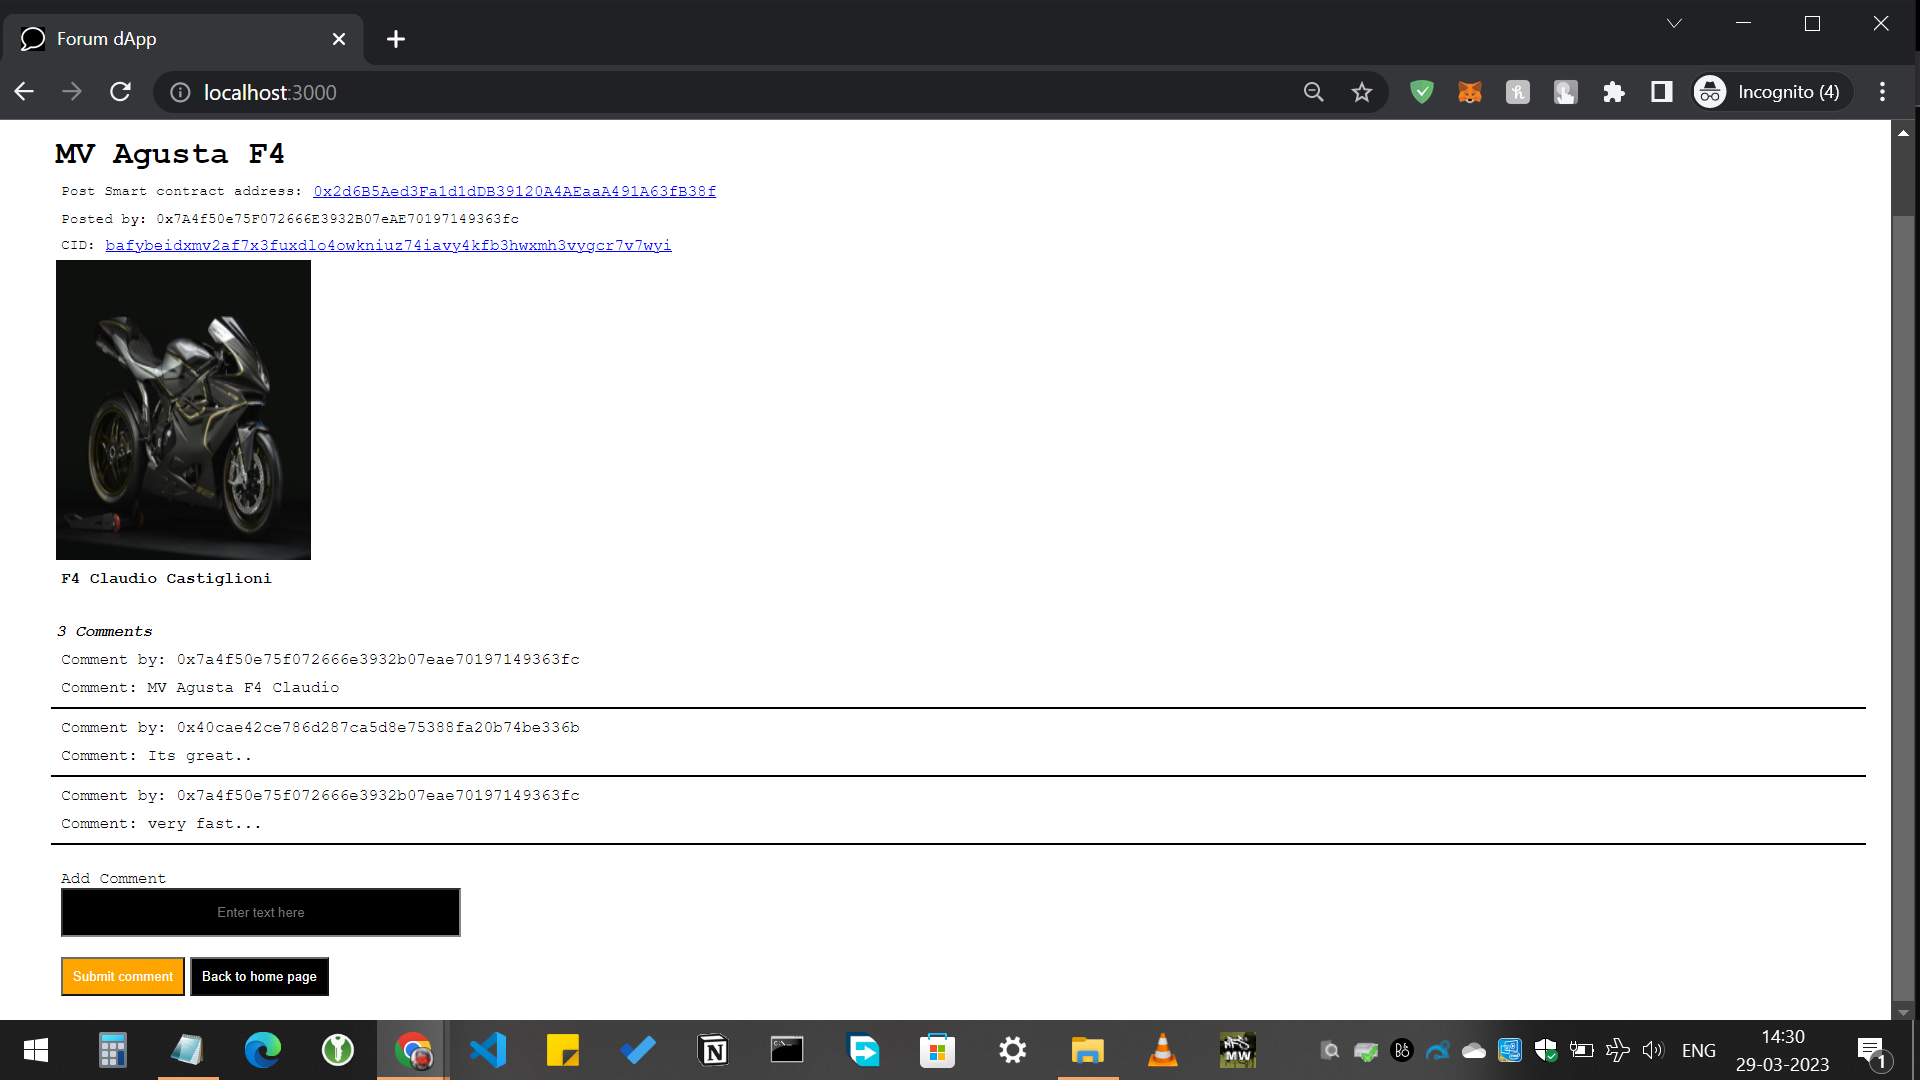 Forum dApp
localhost:3000
Incognito (4)
MV Agusta F4
Post Smart contract address: 0x2d6B5Aed3Fa1d1dDB39120A4AEaaA491A63fB38f
Posted by: 0x7A4f50e75F072666E3932B07eAE70197149363fc
CID: bafybeidxmv2af7x3fuxdlo4owkniuz74iavy4kfb3hwxmh3vygcr7v7wyi
F4 Claudio Castiglioni
3 Comments
Comment by: 0x7a4f50e75f072666e3932b07eae70197149363fc
Comment: MV Agusta F4 Claudio
Comment by: 0x40cae42ce786d287ca5d8e75388fa20b74be336b
Comment: Its great..
Comment by: 0x7a4f50e75f072666e3932b07eae70197149363fc
Comment: very fast...
Add Comment
Enter text here
Submit comment Back to home page
ENG
14:30
29-03-2023
1